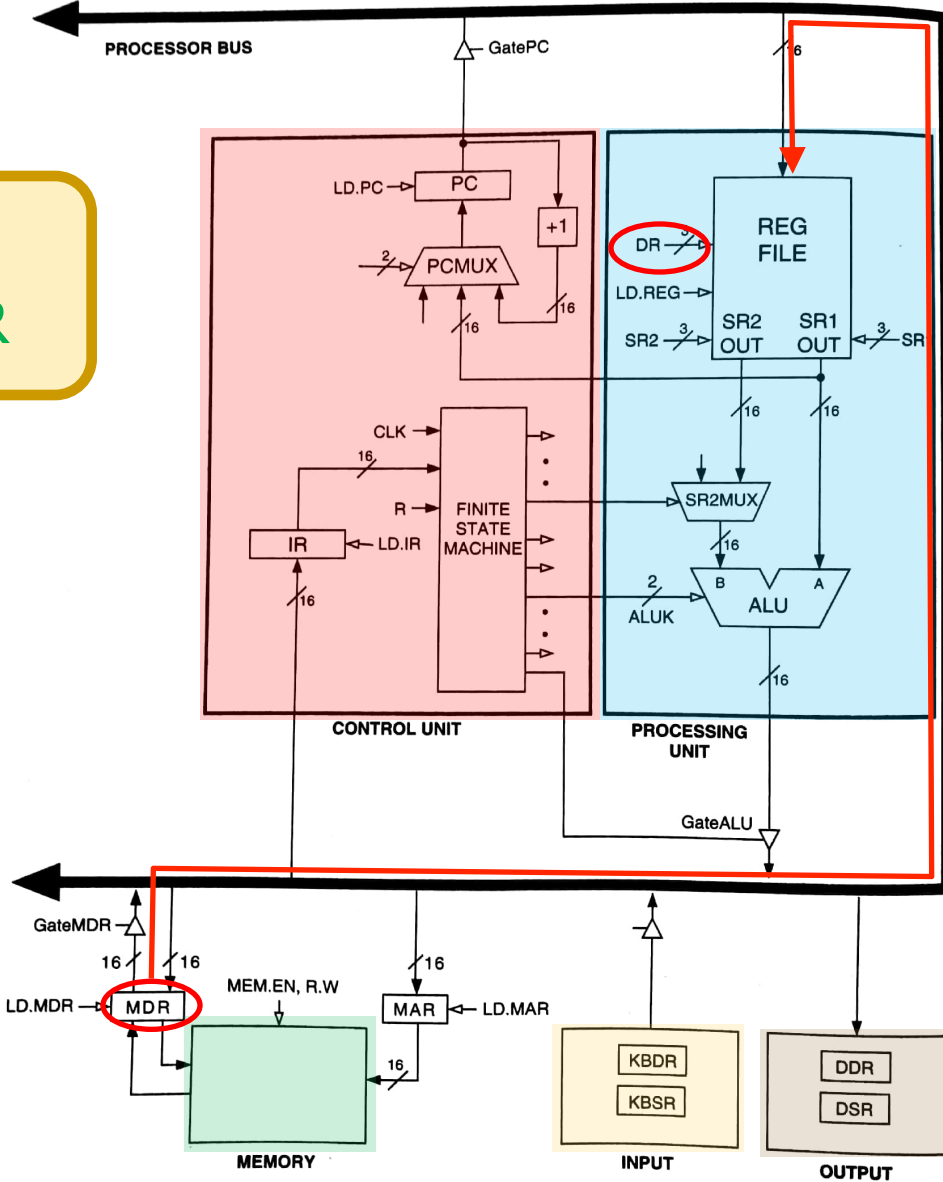 PROCESSOR BUS
GatePC
16
R
LD.PC
PC
+1
2
PCMUX
16
16
REG
FILE
DR
3
LD.REG
SR2
3
SR2
OUT
SR1
OUT
3
SR
16
16
CLK
16
R
FINITE
STATE
MACHINE
IR
LD.IR
16
SR2MUX
16
B
A
ALU
2
ALUK
16
CONTROL UNIT
PROCESSING
UNIT
GateALU
GateMDR
16
16
16
LD.MDR
MDR
MEM.EN, R.W
MAR
LD.MAR
16
KBDR
KBSR
DDR
DSR
MEMORY
INPUT
OUTPUT